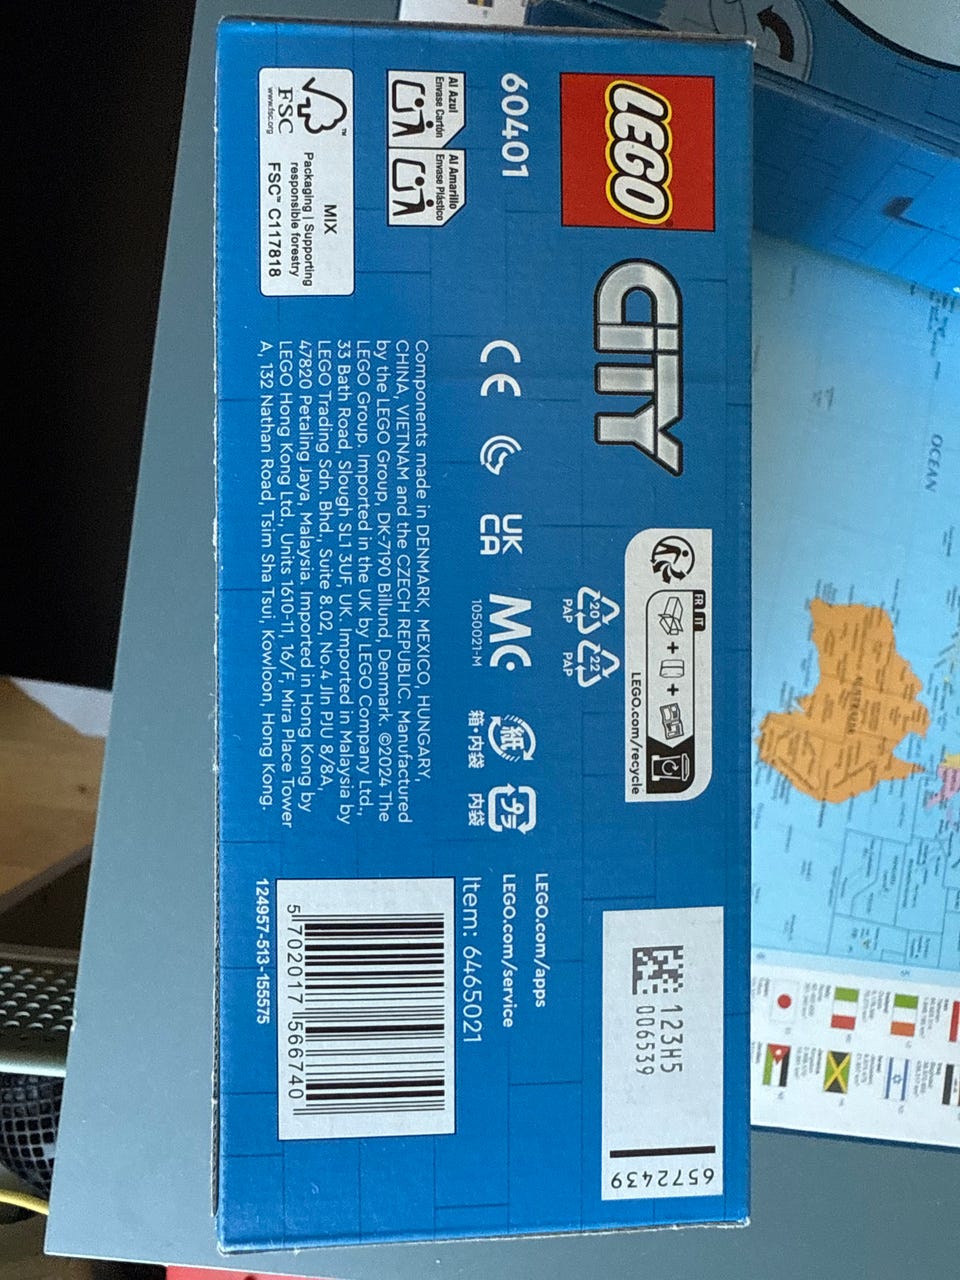 LEGO
CITY
60401
Al Azul
Envase Cartón
Al Amarillo
Envase Plástico
FSC
www.fsc.org
MIX
Packaging | Supporting
responsible forestry
FSC™ C117818
FR
IT
LEGO.com/recycle
20
PAP
22
PAP
CE
UK
CA
MC
1050021-M
紙
箱・内袋
プラ
内袋
Components made in DENMARK, MEXICO, HUNGARY,
CHINA, VIETNAM and the CZECH REPUBLIC. Manufactured
by the LEGO Group, DK-7190 Billund, Denmark. ©2024 The
LEGO Group. Imported in the UK by LEGO Company Ltd.,
33 Bath Road, Slough SL1 3UF, UK. Imported in Malaysia by
LEGO Trading Sdn. Bhd., Suite 8.02, No.4 Jln PJU 8/8A,
47820 Petaling Jaya, Malaysia. Imported in Hong Kong by
LEGO Hong Kong Ltd., Units 1610-11, 16/F, Mira Place Tower
A, 132 Nathan Road, Tsim Sha Tsui, Kowloon, Hong Kong.
LEGO.com/apps
LEGO.com/service
Item: 6465021
5 702017 566740
124957-513-155575
123H5
006539
6572439
OCEAN
AUSTRALIA